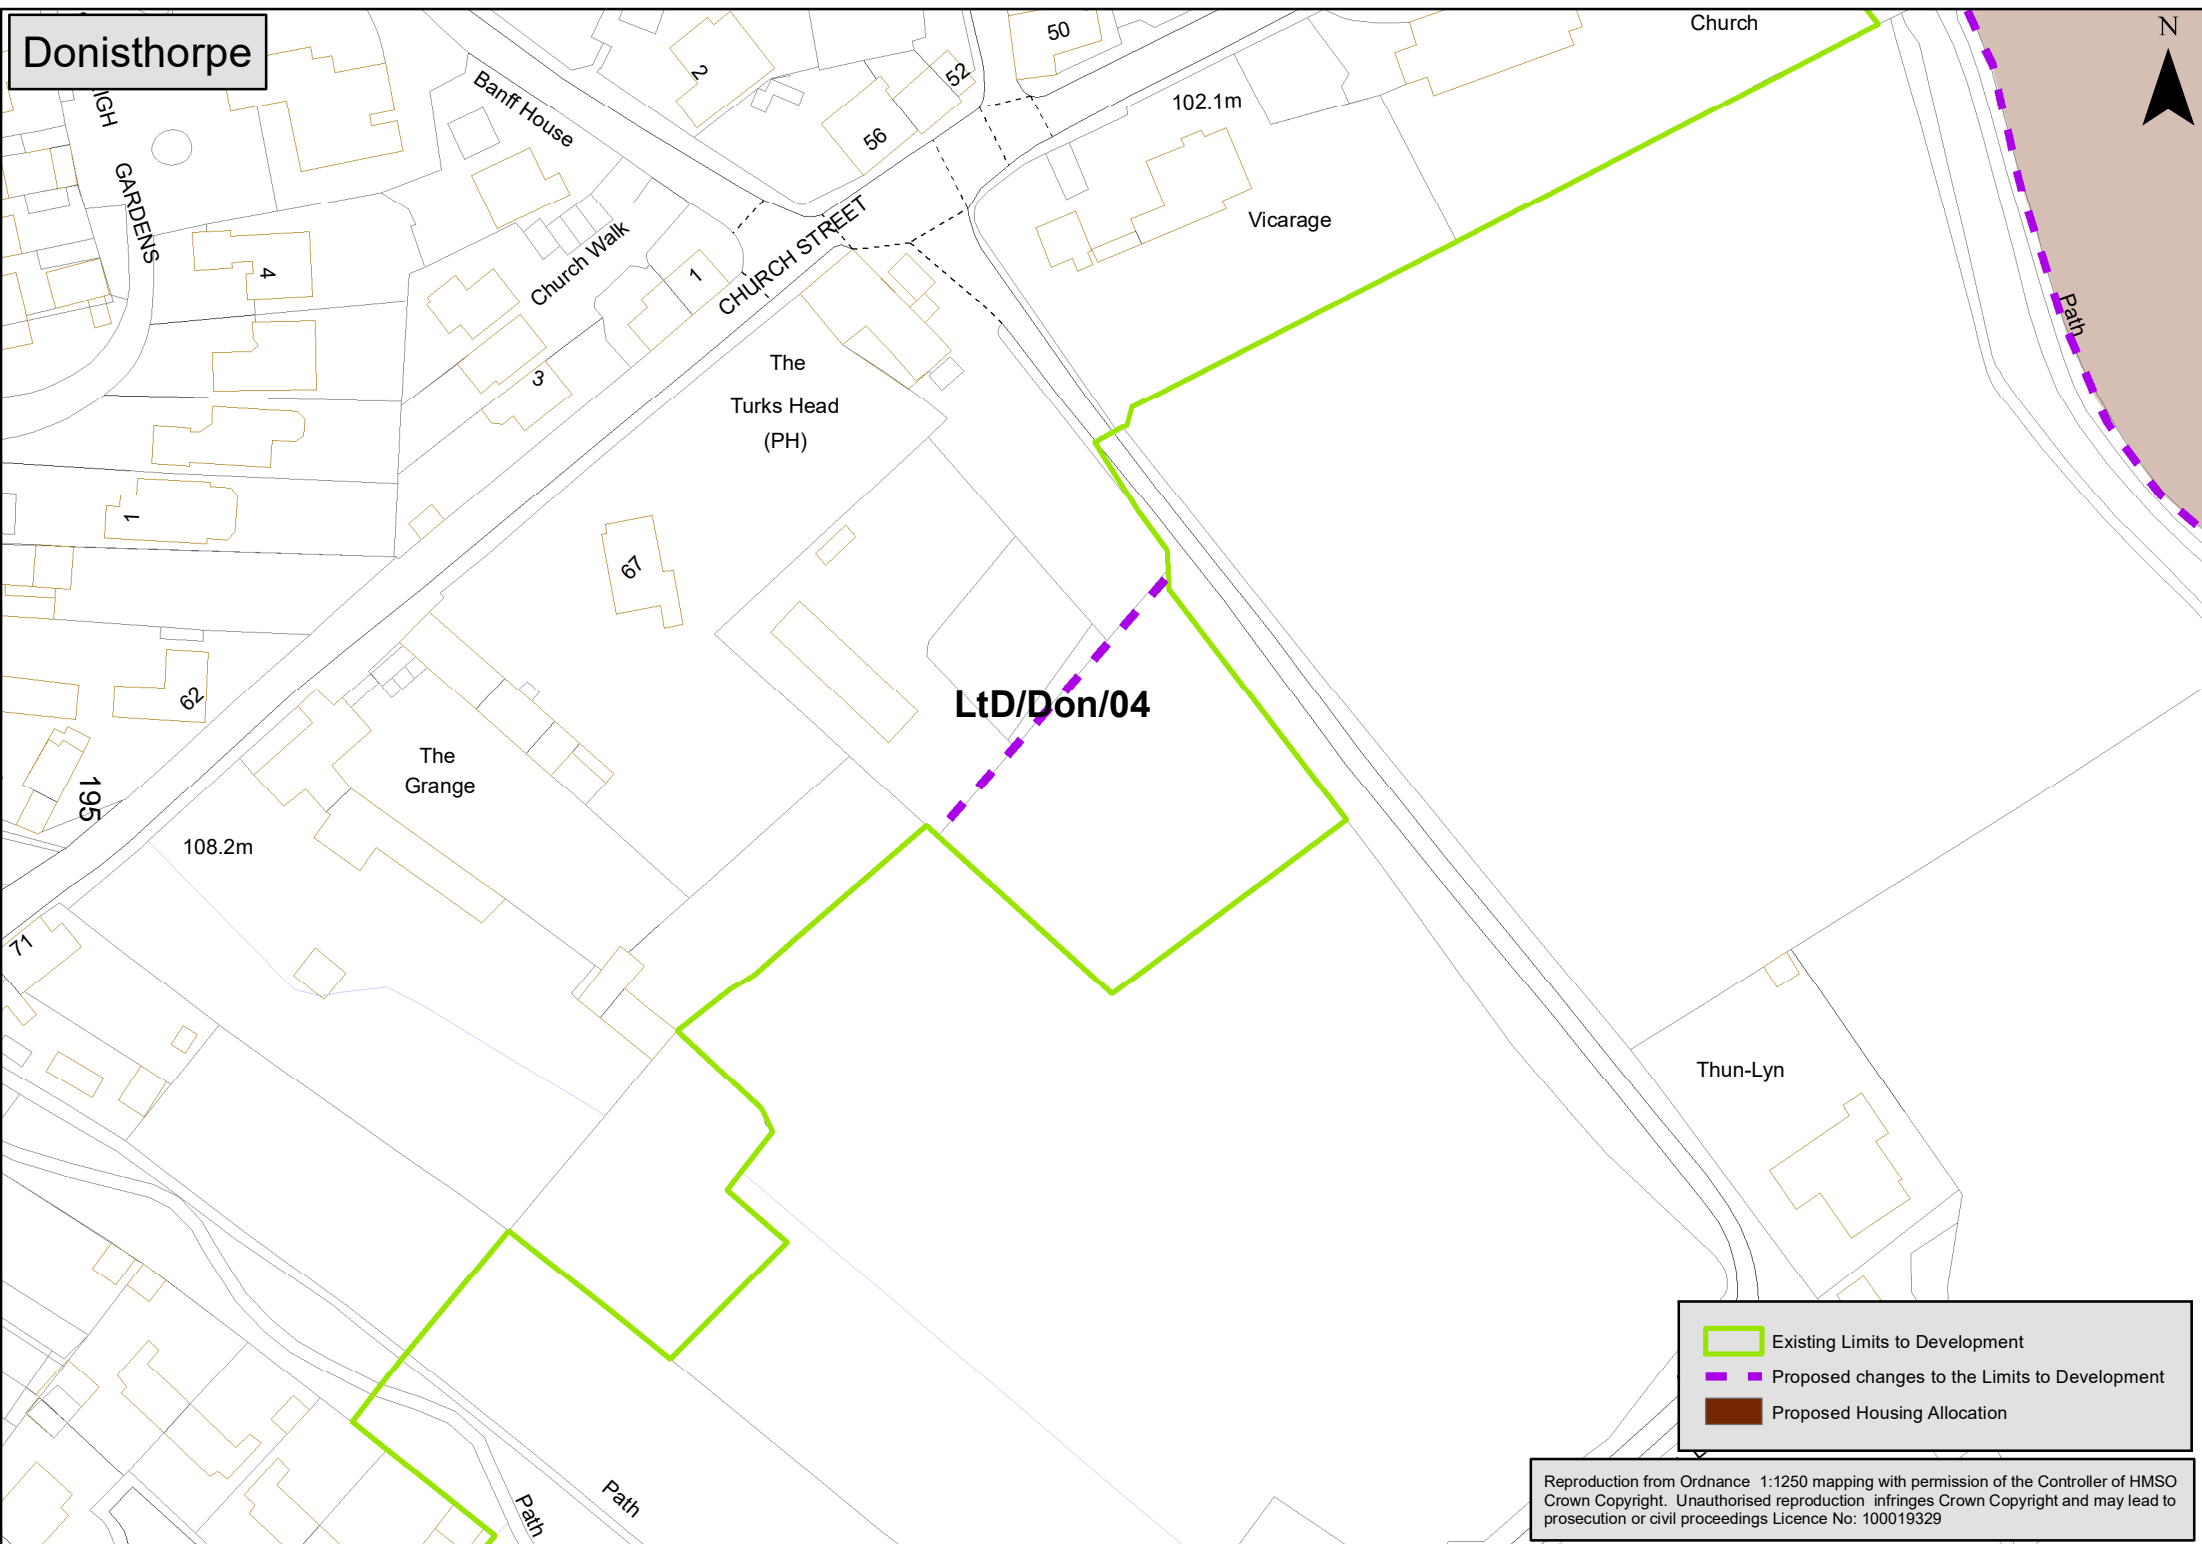 Donisthorpe
N
Church
50
52
2
56
102.1m
Banff House
IGH
GARDENS
Vicarage
Church Walk
CHURCH STREET
4
1
3
The
Turks Head
(PH)
Path
1
67
62
LtD/Don/04
The
Grange
195
108.2m
71
Thun-Lyn
Path
Path
Existing Limits to Development
Proposed changes to the Limits to Development
Proposed Housing Allocation
Reproduction from Ordnance 1:1250 mapping with permission of the Controller of HMSO
Crown Copyright. Unauthorised reproduction infringes Crown Copyright and may lead to
prosecution or civil proceedings Licence No: 100019329